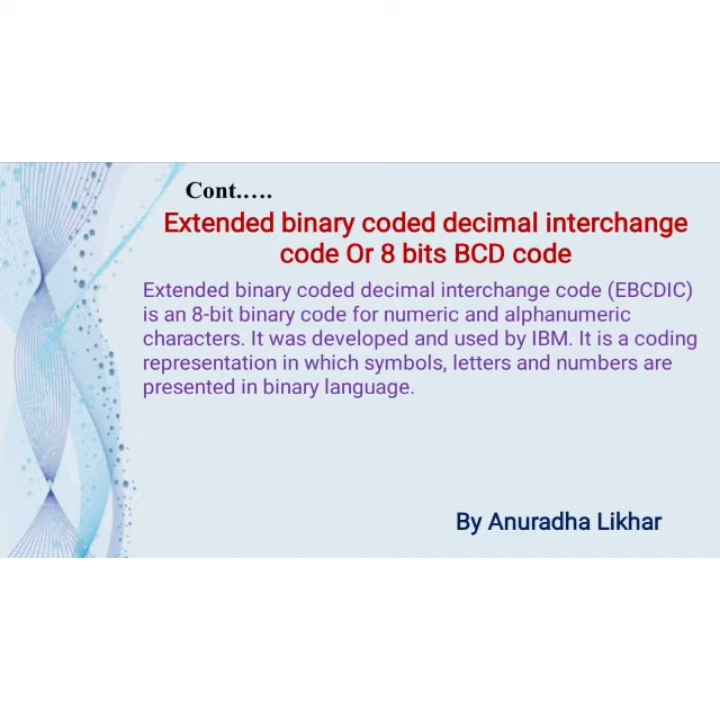 Cont.….
Extended binary coded decimal interchange
code Or 8 bits BCD code
Extended binary coded decimal interchange code (EBCDIC)
is an 8-bit binary code for numeric and alphanumeric
characters. It was developed and used by IBM. It is a coding
representation in which symbols, letters and numbers are
presented in binary language.
By Anuradha Likhar